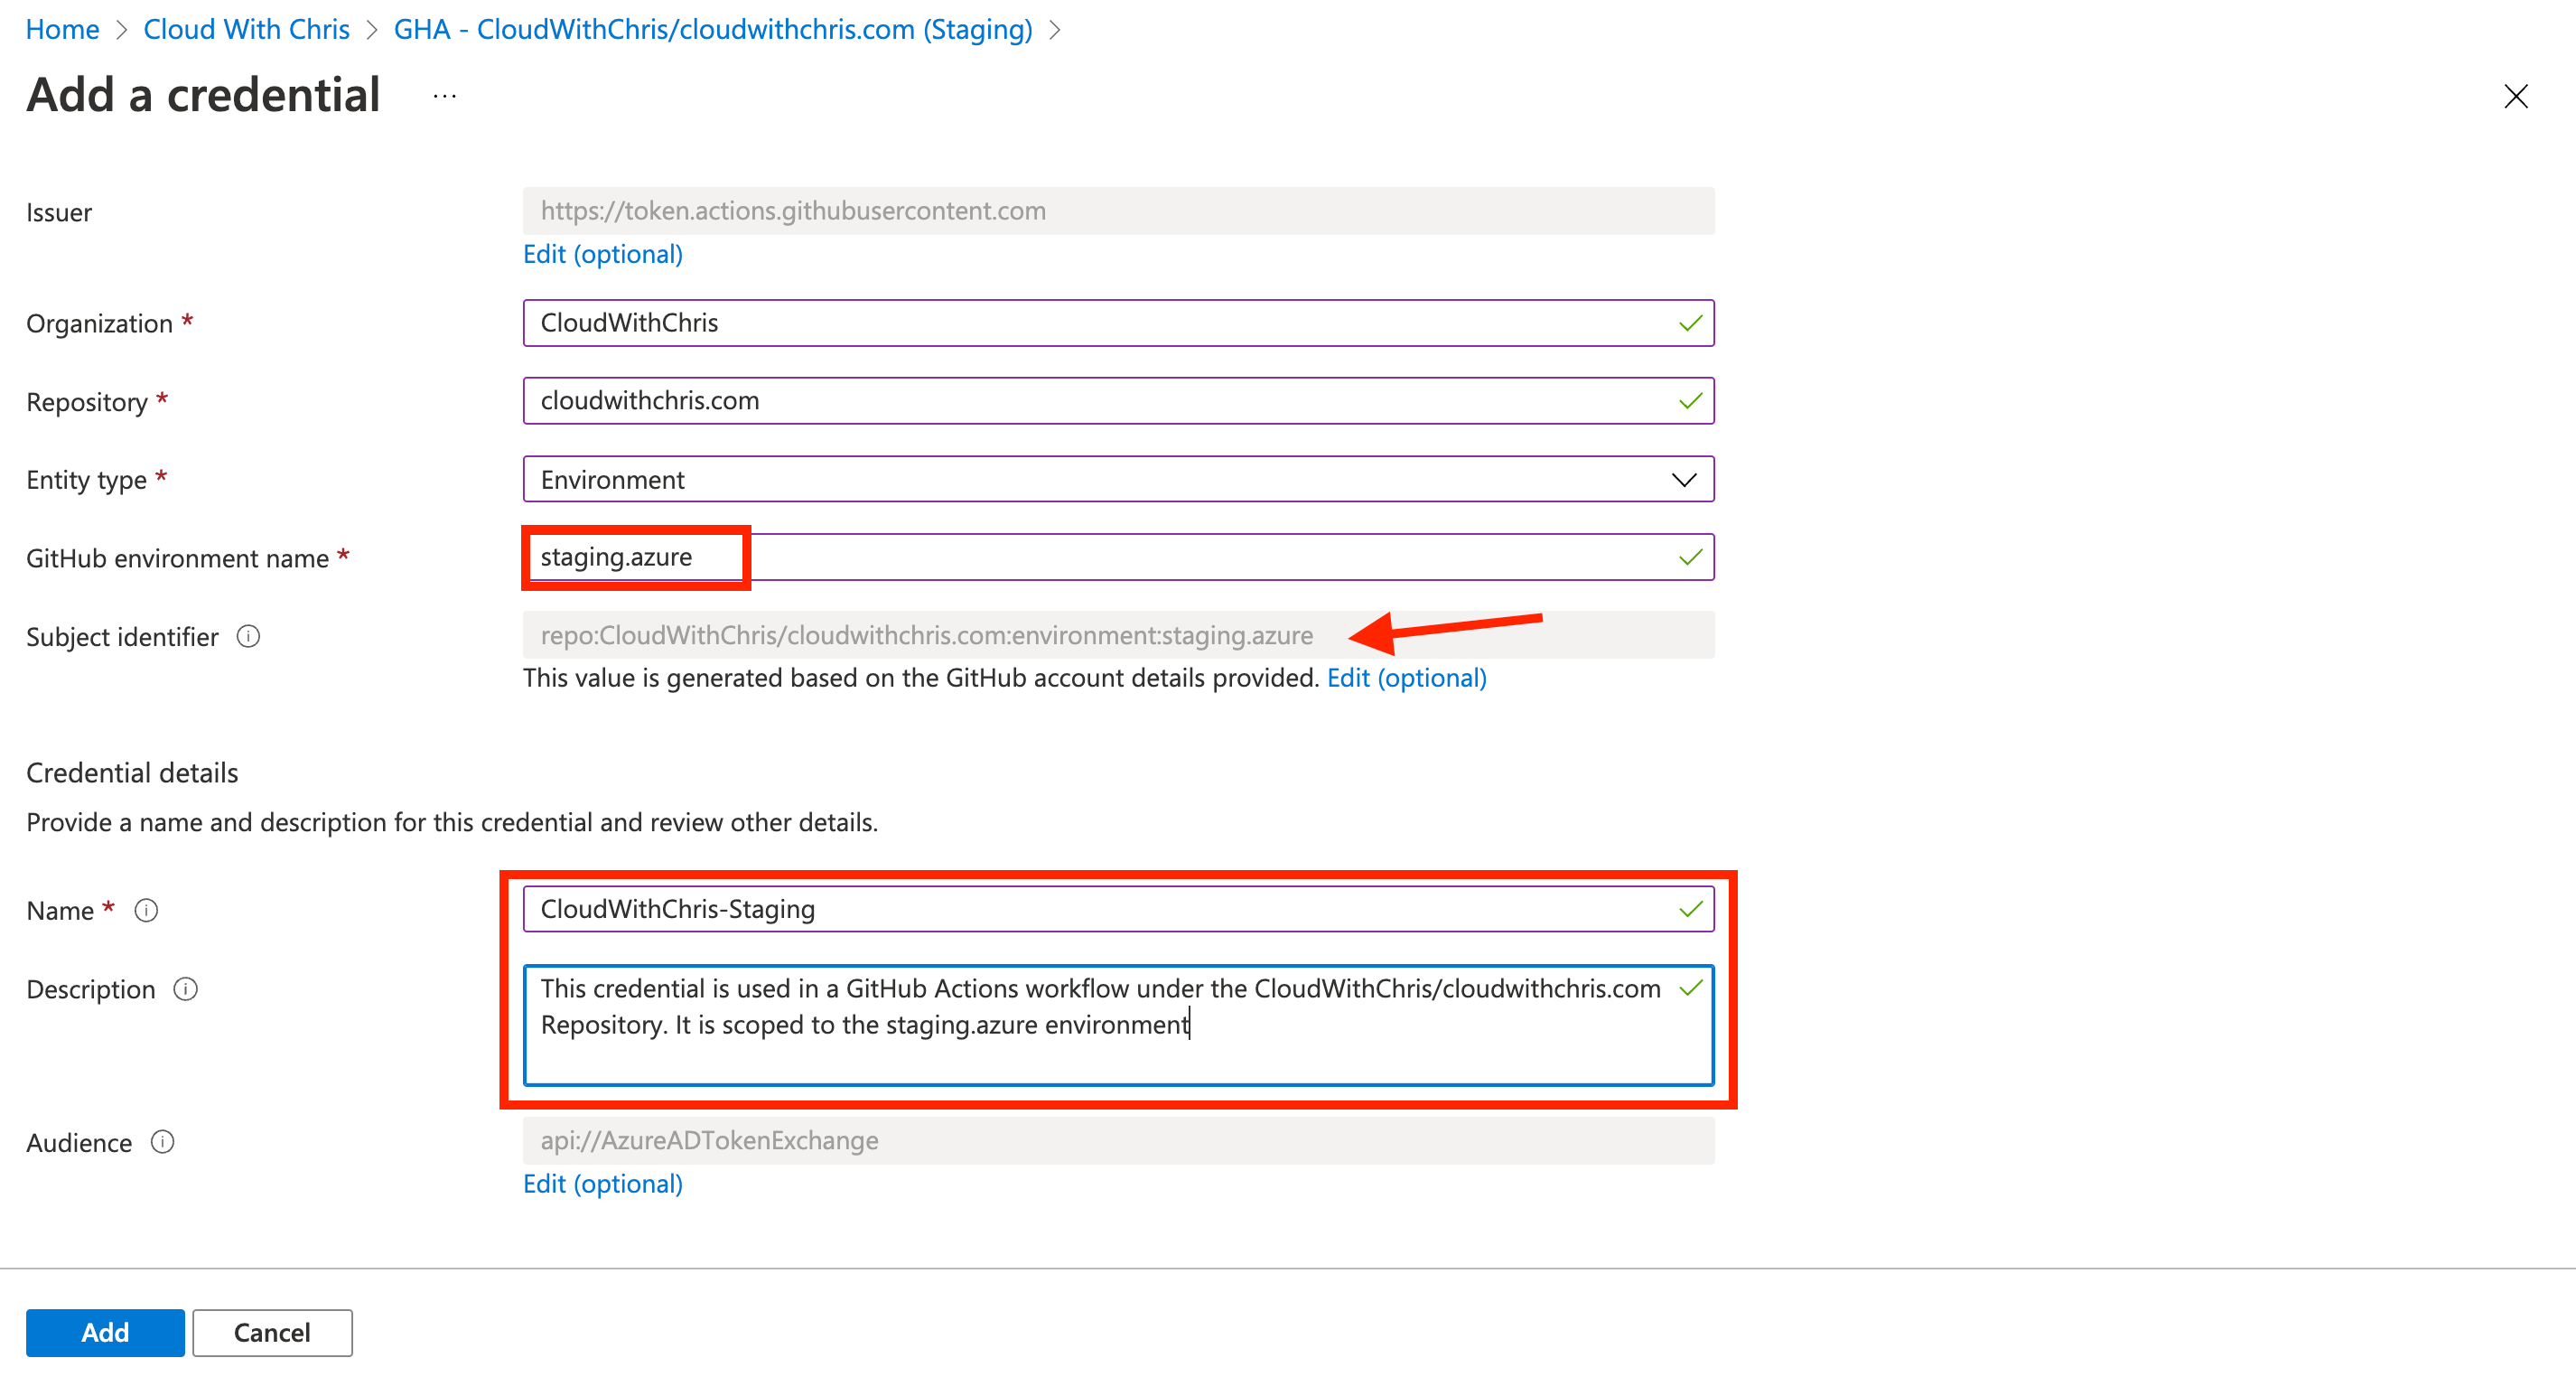 Home > Cloud With Chris > GHA - CloudWithChris/cloudwithchris.com (Staging) >
Add a credential ...
Issuer
https://token.actions.githubusercontent.com
Edit (optional)
Organization *
CloudWithChris
Repository *
cloudwithchris.com
Entity type *
Environment
GitHub environment name *
staging.azure
Subject identifier
repo:CloudWithChris/cloudwithchris.com:environment:staging.azure
This value is generated based on the GitHub account details provided. Edit (optional)
Credential details
Provide a name and description for this credential and review other details.
Name *
CloudWithChris-Staging
Description
This credential is used in a GitHub Actions workflow under the CloudWithChris/cloudwithchris.com
Repository. It is scoped to the staging.azure environment
Audience
api://AzureADTokenExchange
Edit (optional)
Add
Cancel